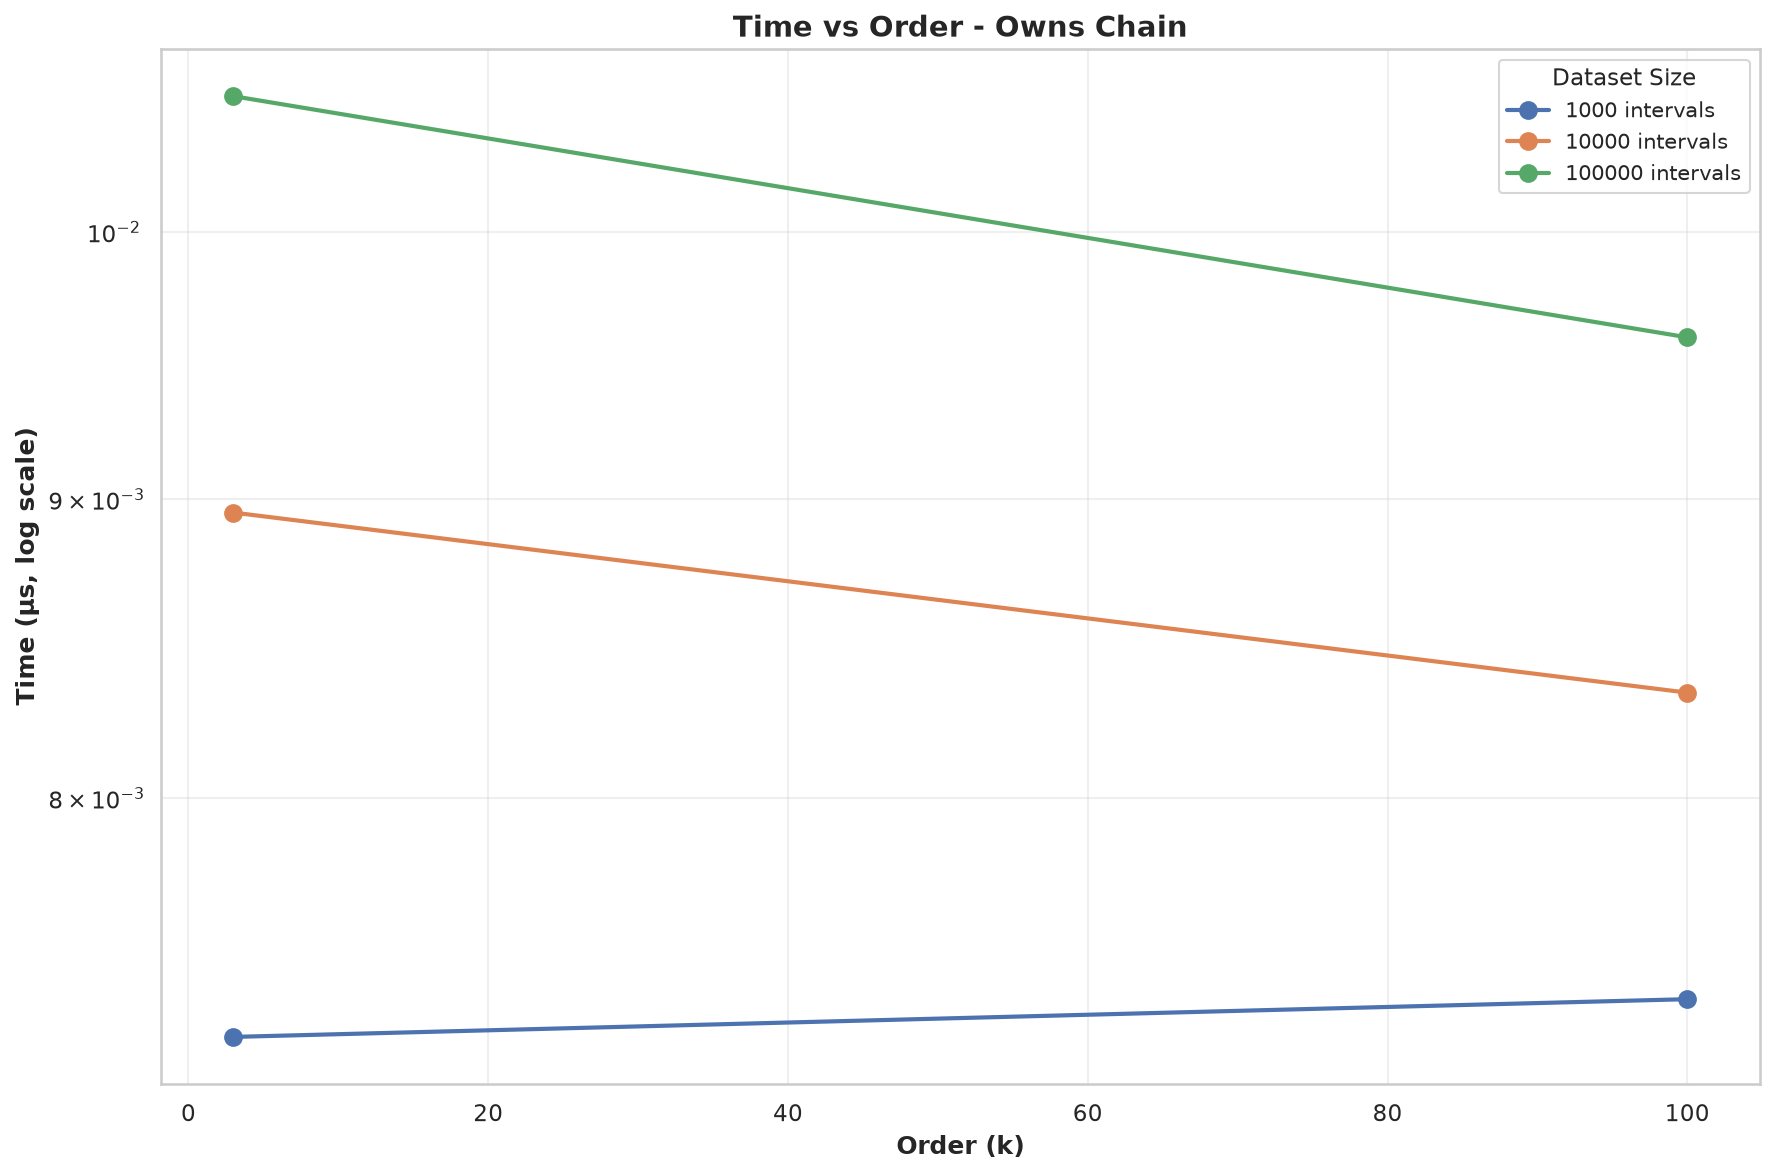 Time vs Order - Owns Chain
Dataset Size
1000 intervals
10000 intervals
100000 intervals
Time (µs, log scale)
10⁻²
9 × 10⁻³
8 × 10⁻³
0 20 40 60 80 100
Order (k)